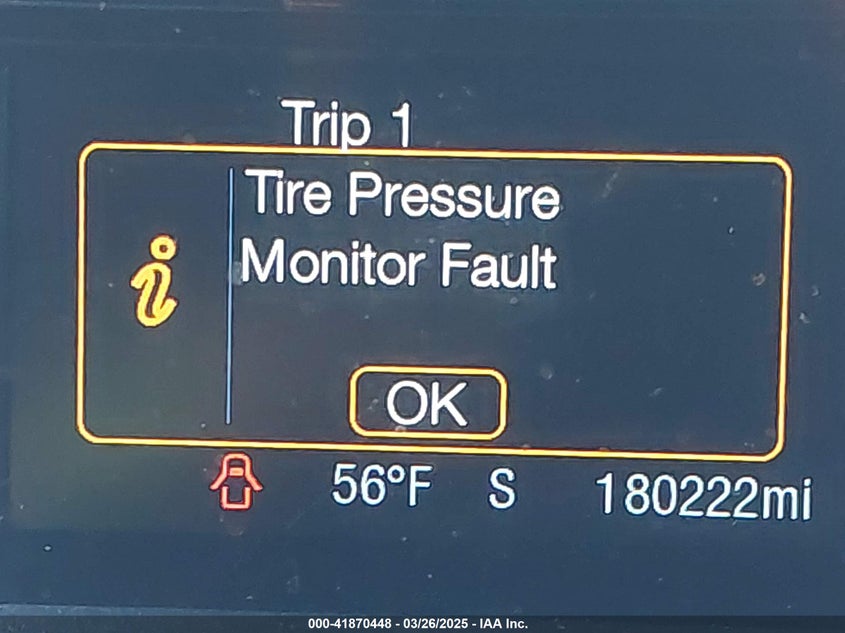 Trip 1
Tire Pressure
Monitor Fault
OK
56°F S 180222mi
000-41870448 - 03/26/2025 - IAA Inc.